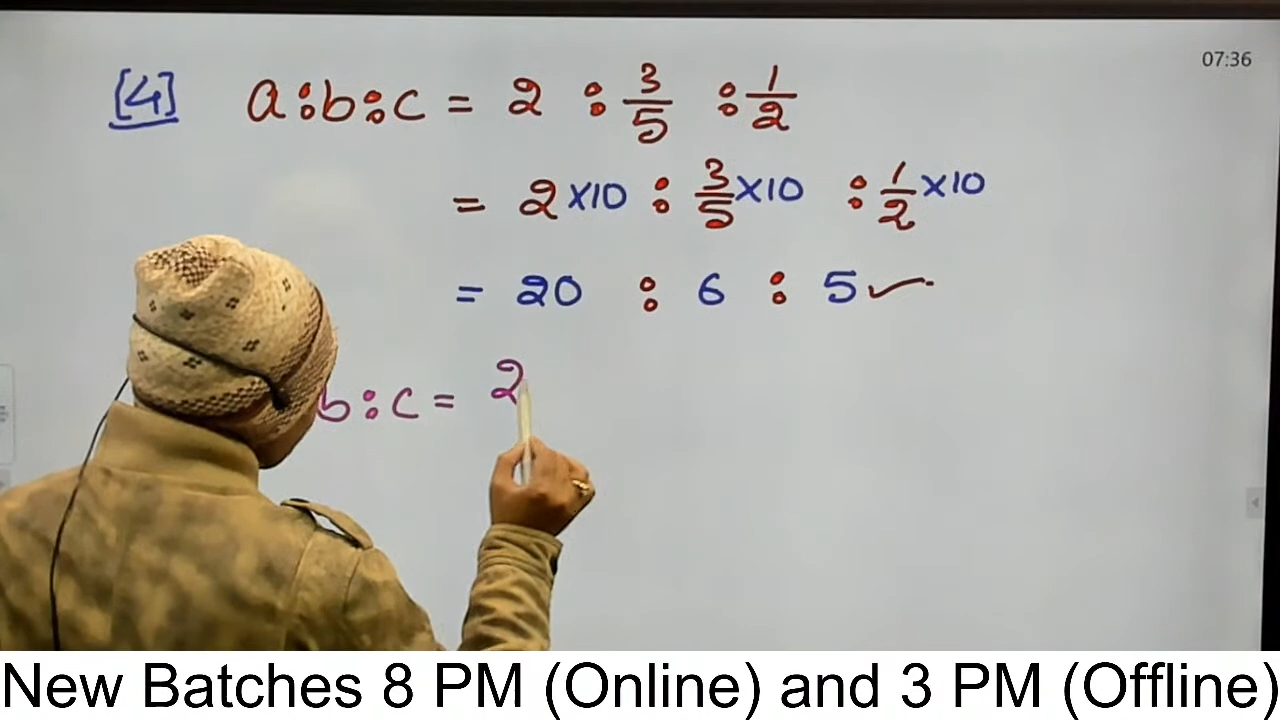 07:36
[4] a:b:c = 2 : 3/5 : 1/2
= 2×10 : 3/5×10 : 1/2×10
= 20 : 6 : 5 ✓
b:c = 2
New Batches 8 PM (Online) and 3 PM (Offline)